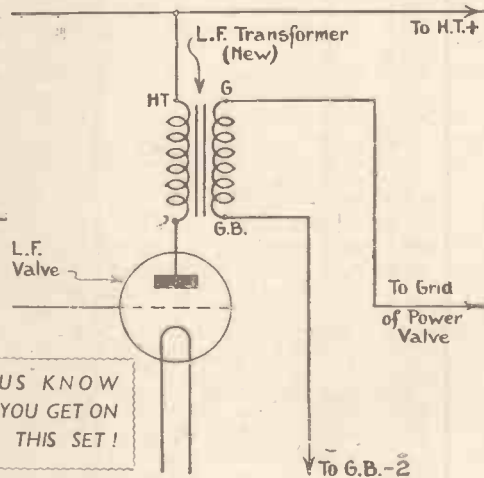 To H.T.+
L.F. Transformer
(New)
HT
G
G.B.
L.F.
Valve
To Grid
of Power
Valve
US KNOW
YOU GET ON
THIS SET!
To G.B.-2